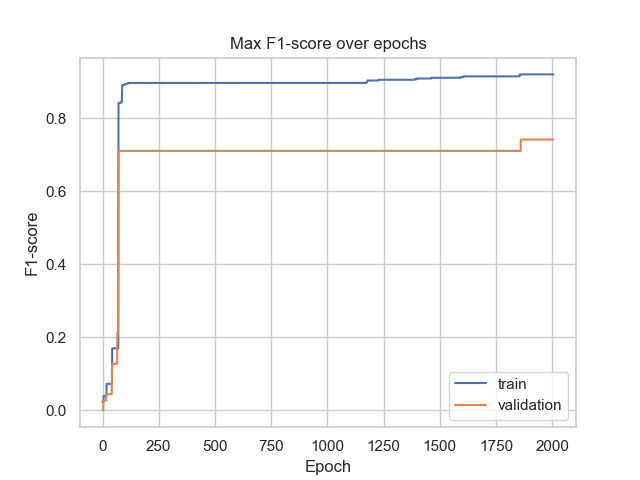 Max F1-score over epochs
F1-score
0.8
0.6
0.4
0.2
0.0
train
validation
0 250 500 750 1000 1250 1500 1750 2000
Epoch